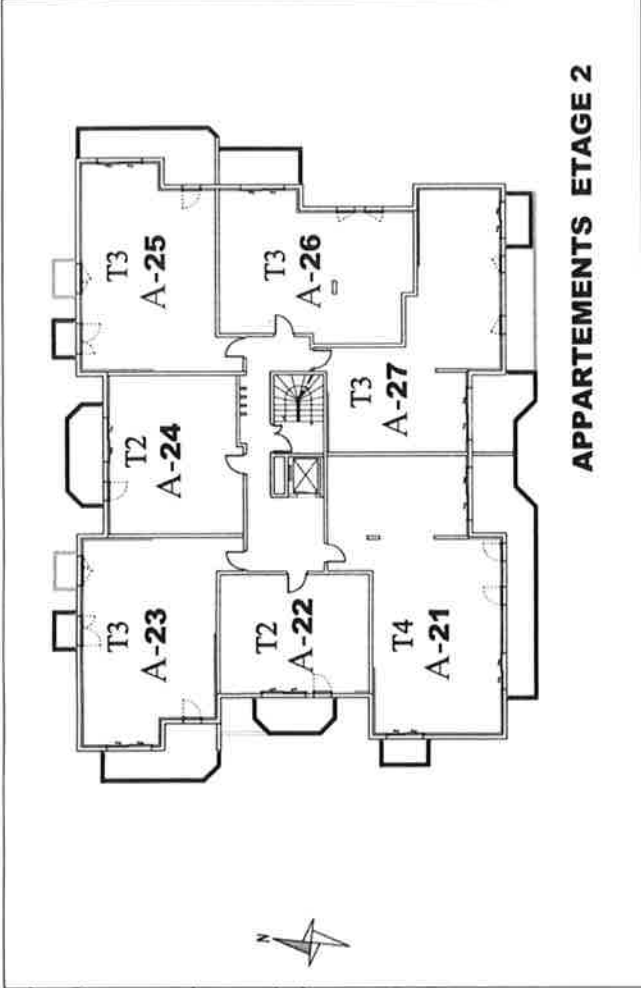 T3
A-25
T3
A-26
T2
A-24
T3
A-27
T3
A-23
T2
A-22
T4
A-21
N
APPARTEMENTS ETAGE 2